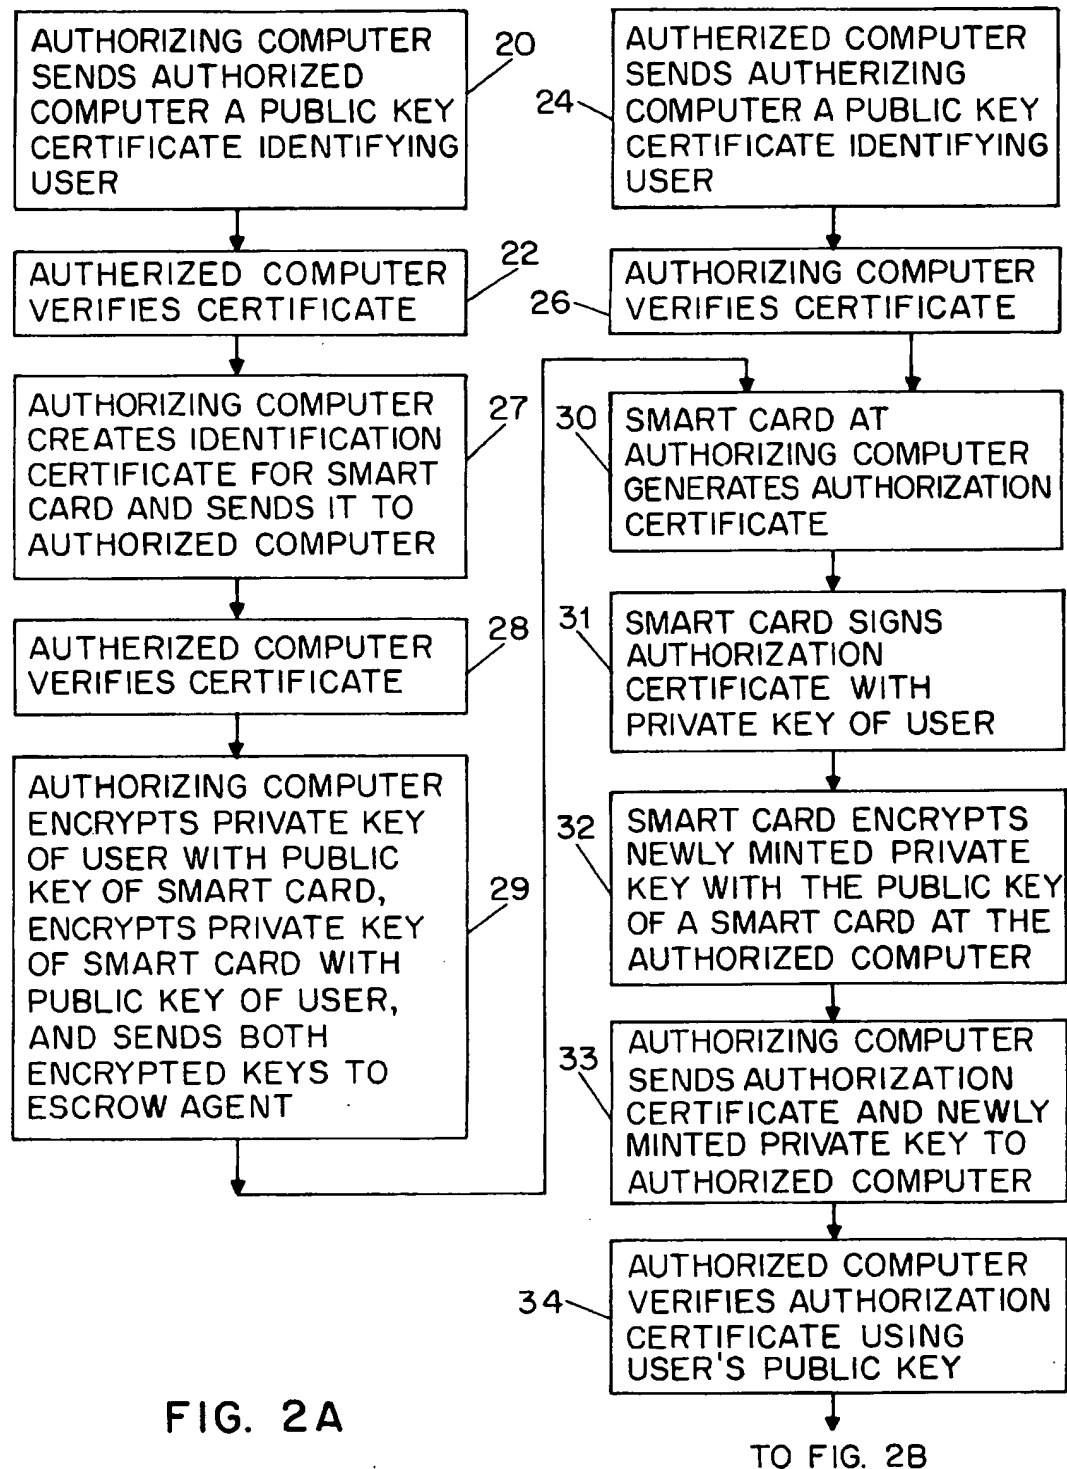 AUTHORIZING COMPUTER
SENDS AUTHORIZED
COMPUTER A PUBLIC KEY
CERTIFICATE IDENTIFYING
USER
20
AUTHERIZED COMPUTER
VERIFIES CERTIFICATE
22
AUTHORIZING COMPUTER
CREATES IDENTIFICATION
CERTIFICATE FOR SMART
CARD AND SENDS IT TO
AUTHORIZED COMPUTER
27
AUTHERIZED COMPUTER
VERIFIES CERTIFICATE
28
AUTHORIZING COMPUTER
ENCRYPTS PRIVATE KEY
OF USER WITH PUBLIC
KEY OF SMART CARD,
ENCRYPTS PRIVATE KEY
OF SMART CARD WITH
PUBLIC KEY OF USER,
AND SENDS BOTH
ENCRYPTED KEYS TO
ESCROW AGENT
29
AUTHERIZED COMPUTER
SENDS AUTHERIZING
COMPUTER A PUBLIC KEY
CERTIFICATE IDENTIFYING
USER
24
AUTHORIZING COMPUTER
VERIFIES CERTIFICATE
26
SMART CARD AT
AUTHORIZING COMPUTER
GENERATES AUTHORIZATION
CERTIFICATE
30
SMART CARD SIGNS
AUTHORIZATION
CERTIFICATE WITH
PRIVATE KEY OF USER
31
SMART CARD ENCRYPTS
NEWLY MINTED PRIVATE
KEY WITH THE PUBLIC KEY
OF A SMART CARD AT THE
AUTHORIZED COMPUTER
32
AUTHORIZING COMPUTER
SENDS AUTHORIZATION
CERTIFICATE AND NEWLY
MINTED PRIVATE KEY TO
AUTHORIZED COMPUTER
33
AUTHORIZED COMPUTER
VERIFIES AUTHORIZATION
CERTIFICATE USING
USER'S PUBLIC KEY
34
TO FIG. 2B
FIG. 2A